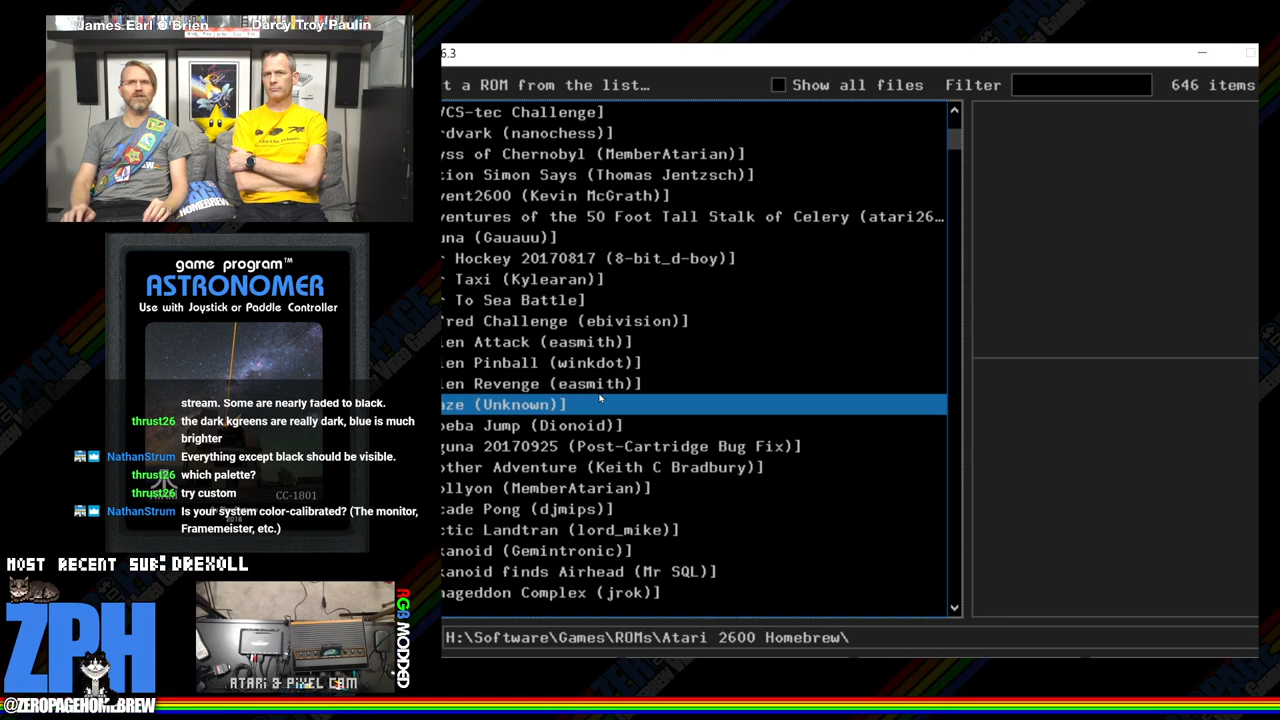 James Earl O'Brien
Darcy Troy Paulin
game program™
ASTRONOMER
Use with Joystick or Paddle Controller
stream. Some are nearly faded to black.
thrust26 the dark kgreens are really dark, blue is much
brighter
NathanStrum Everything except black should be visible.
thrust26 which palette?
thrust26 try custom
CC-1801
NathanStrum Is your system color-calibrated? (The monitor,
Framemeister, etc.)
2018
MOST RECENT SUB: DREXOLL
ZPH
@ZEROPAGEHOMEBREW
ATARI & PIXEL CAM
RGB MODDED
6.3
t a ROM from the list…
Show all files
Filter
646 items
VCS-tec Challenge]
rdvark (nanochess)]
yss of Chernobyl (MemberAtarian)]
tion Simon Says (Thomas Jentzsch)]
vent2600 (Kevin McGrath)]
ventures of the 50 Foot Tall Stalk of Celery (atari26…
una (Gauauu)]
r Hockey 20170817 (8-bit_d-boy)]
r Taxi (Kylearan)]
r To Sea Battle]
fred Challenge (ebivision)]
ien Attack (easmith)]
ien Pinball (winkdot)]
ien Revenge (easmith)]
aze (Unknown)]
oeba Jump (Dionoid)]
guna 20170925 (Post-Cartridge Bug Fix)]
other Adventure (Keith C Bradbury)]
ollyon (MemberAtarian)]
cade Pong (djmips)]
ctic Landtran (lord_mike)]
kanoid (Gemintronic)]
kanoid finds Airhead (Mr SQL)]
mageddon Complex (jrok)]
H:\Software\Games\ROMs\Atari 2600 Homebrew\